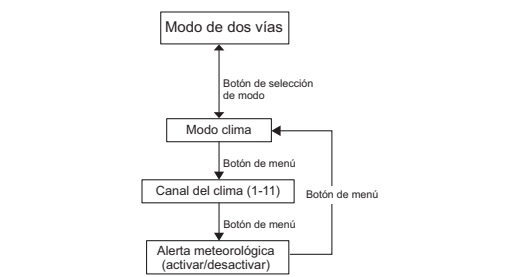 Modo de dos vías
Botón de selección
de modo
Modo clima
Botón de menú
Canal del clima (1-11)
Botón de menú
Botón de menú
Alerta meteorológica
(activar/desactivar)